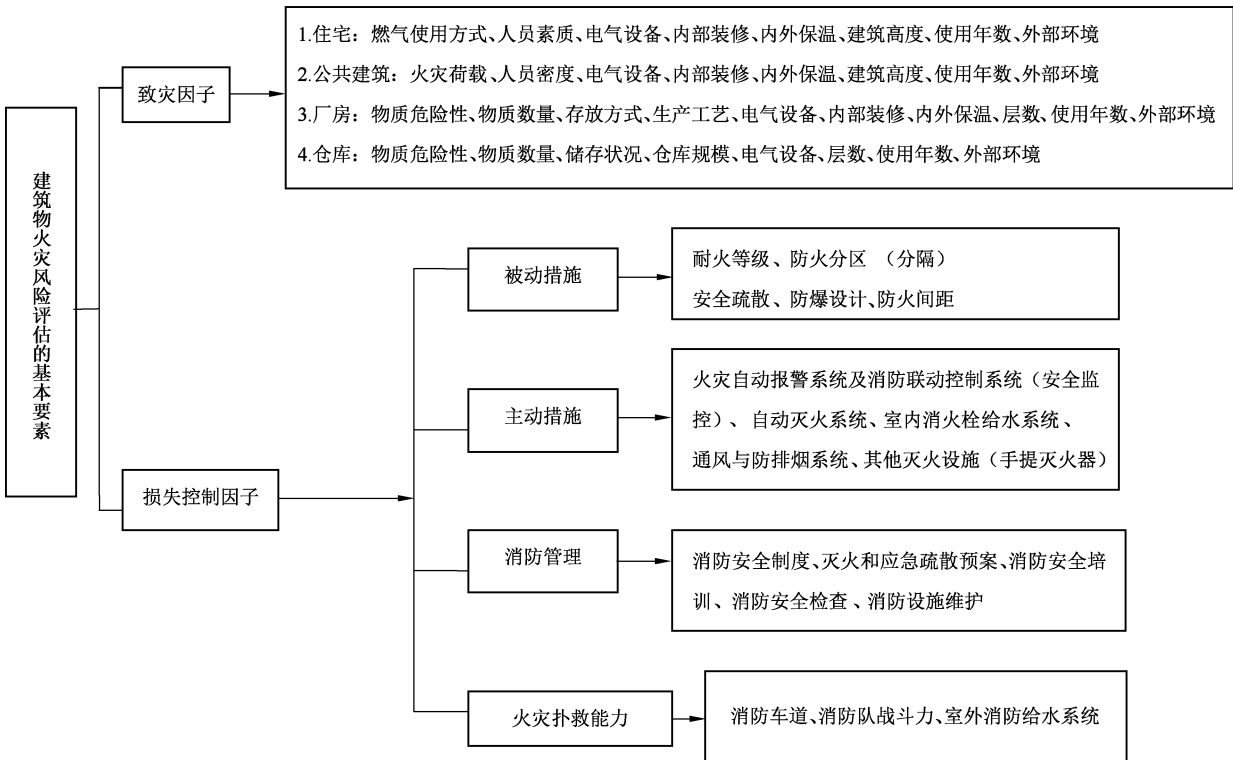 建筑物火灾风险评估的基本要素
致灾因子
1.住宅：燃气使用方式、人员素质、电气设备、内部装修、内外保温、建筑高度、使用年数、外部环境
2.公共建筑：火灾荷载、人员密度、电气设备、内部装修、内外保温、建筑高度、使用年数、外部环境
3.厂房：物质危险性、物质数量、存放方式、生产工艺、电气设备、内部装修、内外保温、层数、使用年数、外部环境
4.仓库：物质危险性、物质数量、储存状况、仓库规模、电气设备、层数、使用年数、外部环境
损失控制因子
被动措施
耐火等级、防火分区 （分隔）
安全疏散、防爆设计、防火间距
主动措施
火灾自动报警系统及消防联动控制系统（安全监
控）、自动灭火系统、室内消火栓给水系统、
通风与防排烟系统、其他灭火设施（手提灭火器）
消防管理
消防安全制度、灭火和应急疏散预案、消防安全培
训、消防安全检查、消防设施维护
火灾扑救能力
消防车道、消防队战斗力、室外消防给水系统